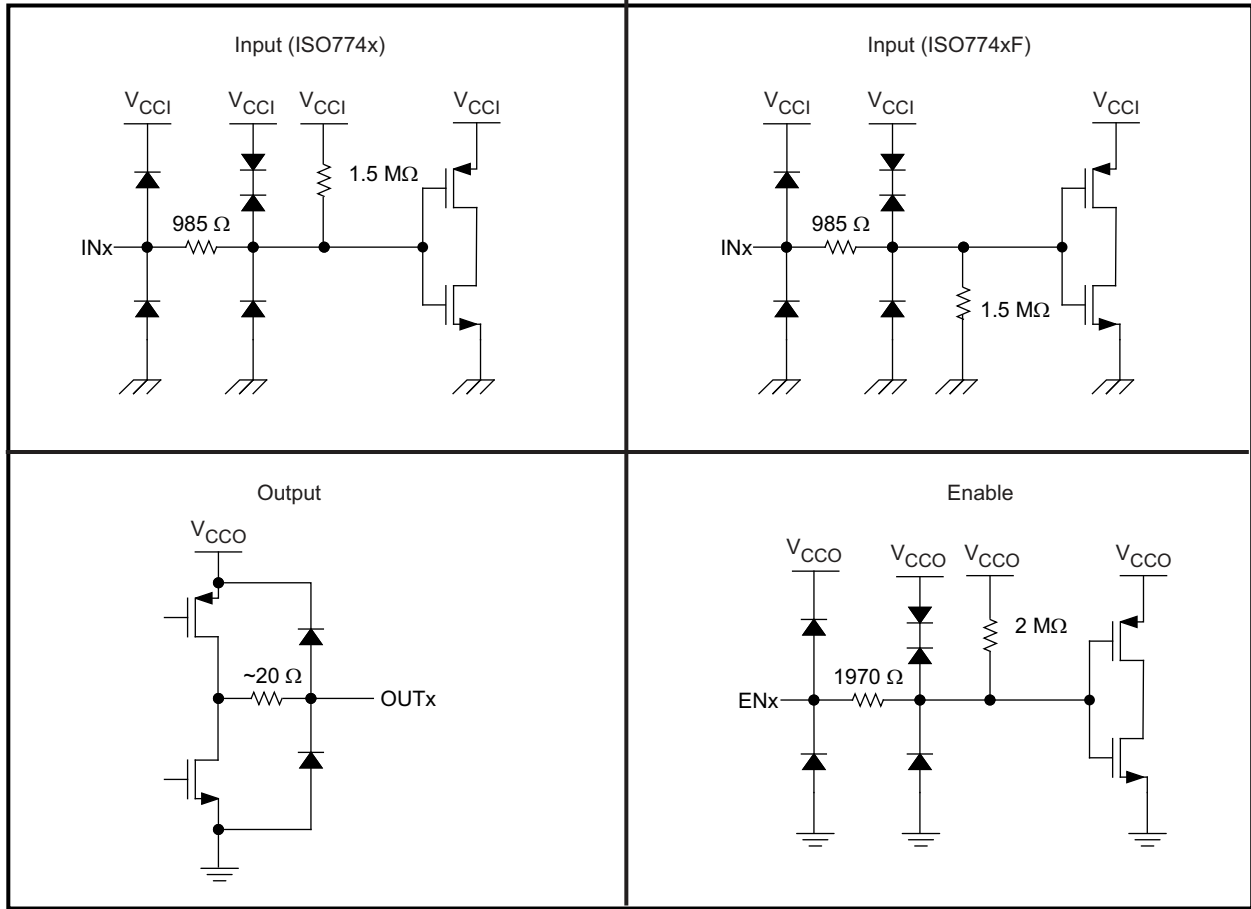 Input (ISO774x)
V_CCI V_CCI V_CCI V_CCI
1.5 MΩ
985 Ω
INx
Input (ISO774xF)
V_CCI V_CCI V_CCI
985 Ω
INx
1.5 MΩ
Output
V_CCO
~20 Ω
OUTx
Enable
V_CCO V_CCO V_CCO V_CCO
2 MΩ
1970 Ω
ENx